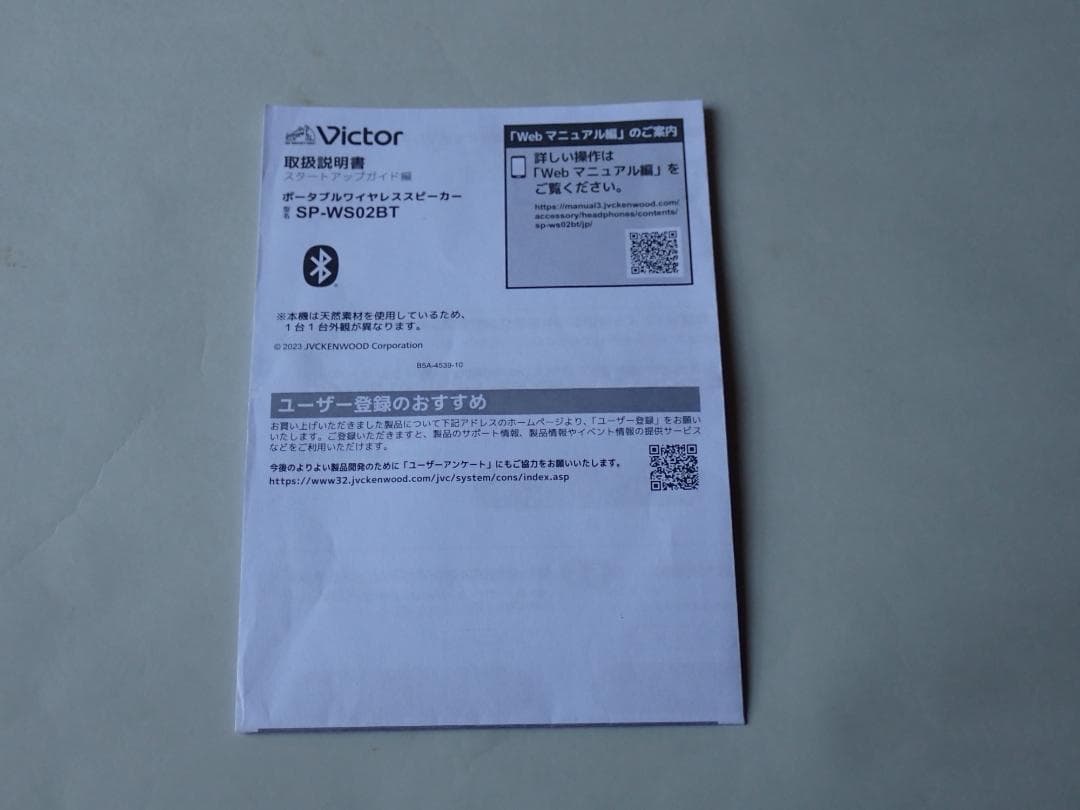 Victor
取扱説明書
スタートアップガイド編
ポータブルワイヤレススピーカー
型名 SP-WS02BT
「Web マニュアル編」のご案内
詳しい操作は
「Web マニュアル編」を
ご覧ください。
https://manual3.jvckenwood.com/
accessory/headphones/contents/
sp-ws02bt/jp/
※本機は天然素材を使用しているため、
1台1台外観が異なります。
© 2023 JVCKENWOOD Corporation
B5A-4539-10
ユーザー登録のおすすめ
お買い上げいただきました製品について下記アドレスのホームページより、「ユーザー登録」をお願い
いたします。ご登録いただきますと、製品のサポート情報、製品情報やイベント情報の提供サービス
などをご利用いただけます。
今後のよりよい製品開発のために「ユーザーアンケート」にもご協力をお願いいたします。
https://www32.jvckenwood.com/jvc/system/cons/index.asp